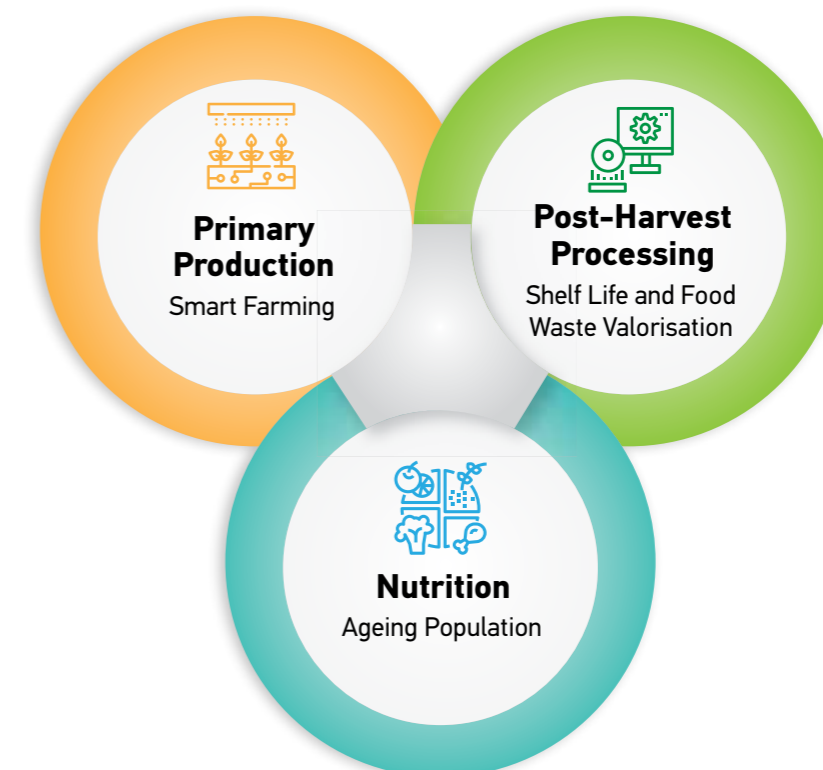 Primary
Production
Smart Farming
Post-Harvest
Processing
Shelf Life and Food
Waste Valorisation
Nutrition
Ageing Population